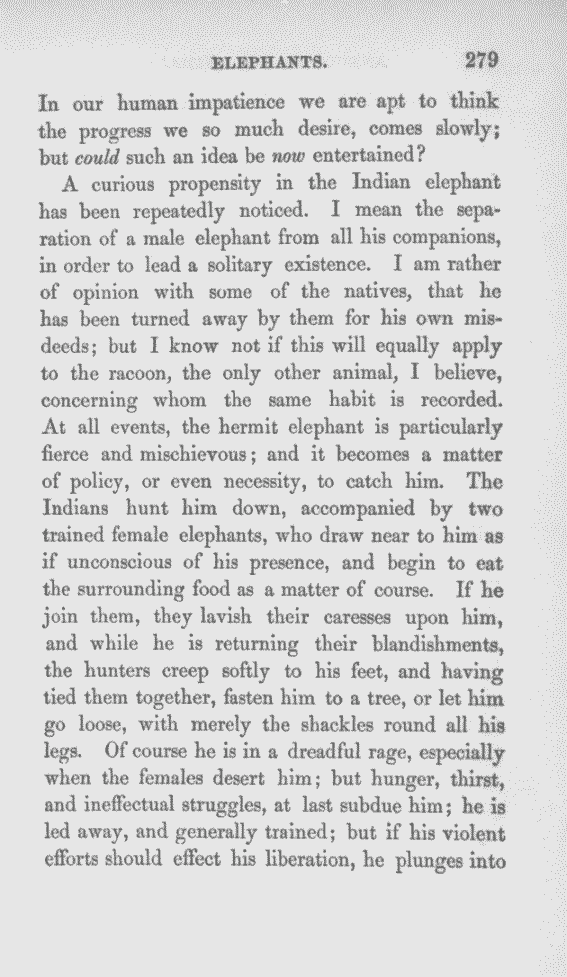 ELEPHANTS. 279
In our human impatience we are apt to think
the progress we so much desire, comes slowly;
but could such an idea be now entertained?
A curious propensity in the Indian elephant
has been repeatedly noticed. I mean the sepa-
ration of a male elephant from all his companions,
in order to lead a solitary existence. I am rather
of opinion with some of the natives, that he
has been turned away by them for his own mis-
deeds; but I know not if this will equally apply
to the racoon, the only other animal, I believe,
concerning whom the same habit is recorded.
At all events, the hermit elephant is particularly
fierce and mischievous; and it becomes a matter
of policy, or even necessity, to catch him. The
Indians hunt him down, accompanied by two
trained female elephants, who draw near to him as
if unconscious of his presence, and begin to eat
the surrounding food as a matter of course. If he
join them, they lavish their caresses upon him,
and while he is returning their blandishments,
the hunters creep softly to his feet, and having
tied them together, fasten him to a tree, or let him
go loose, with merely the shackles round all his
legs. Of course he is in a dreadful rage, especially
when the females desert him; but hunger, thirst,
and ineffectual struggles, at last subdue him; he is
led away, and generally trained; but if his violent
efforts should effect his liberation, he plunges into